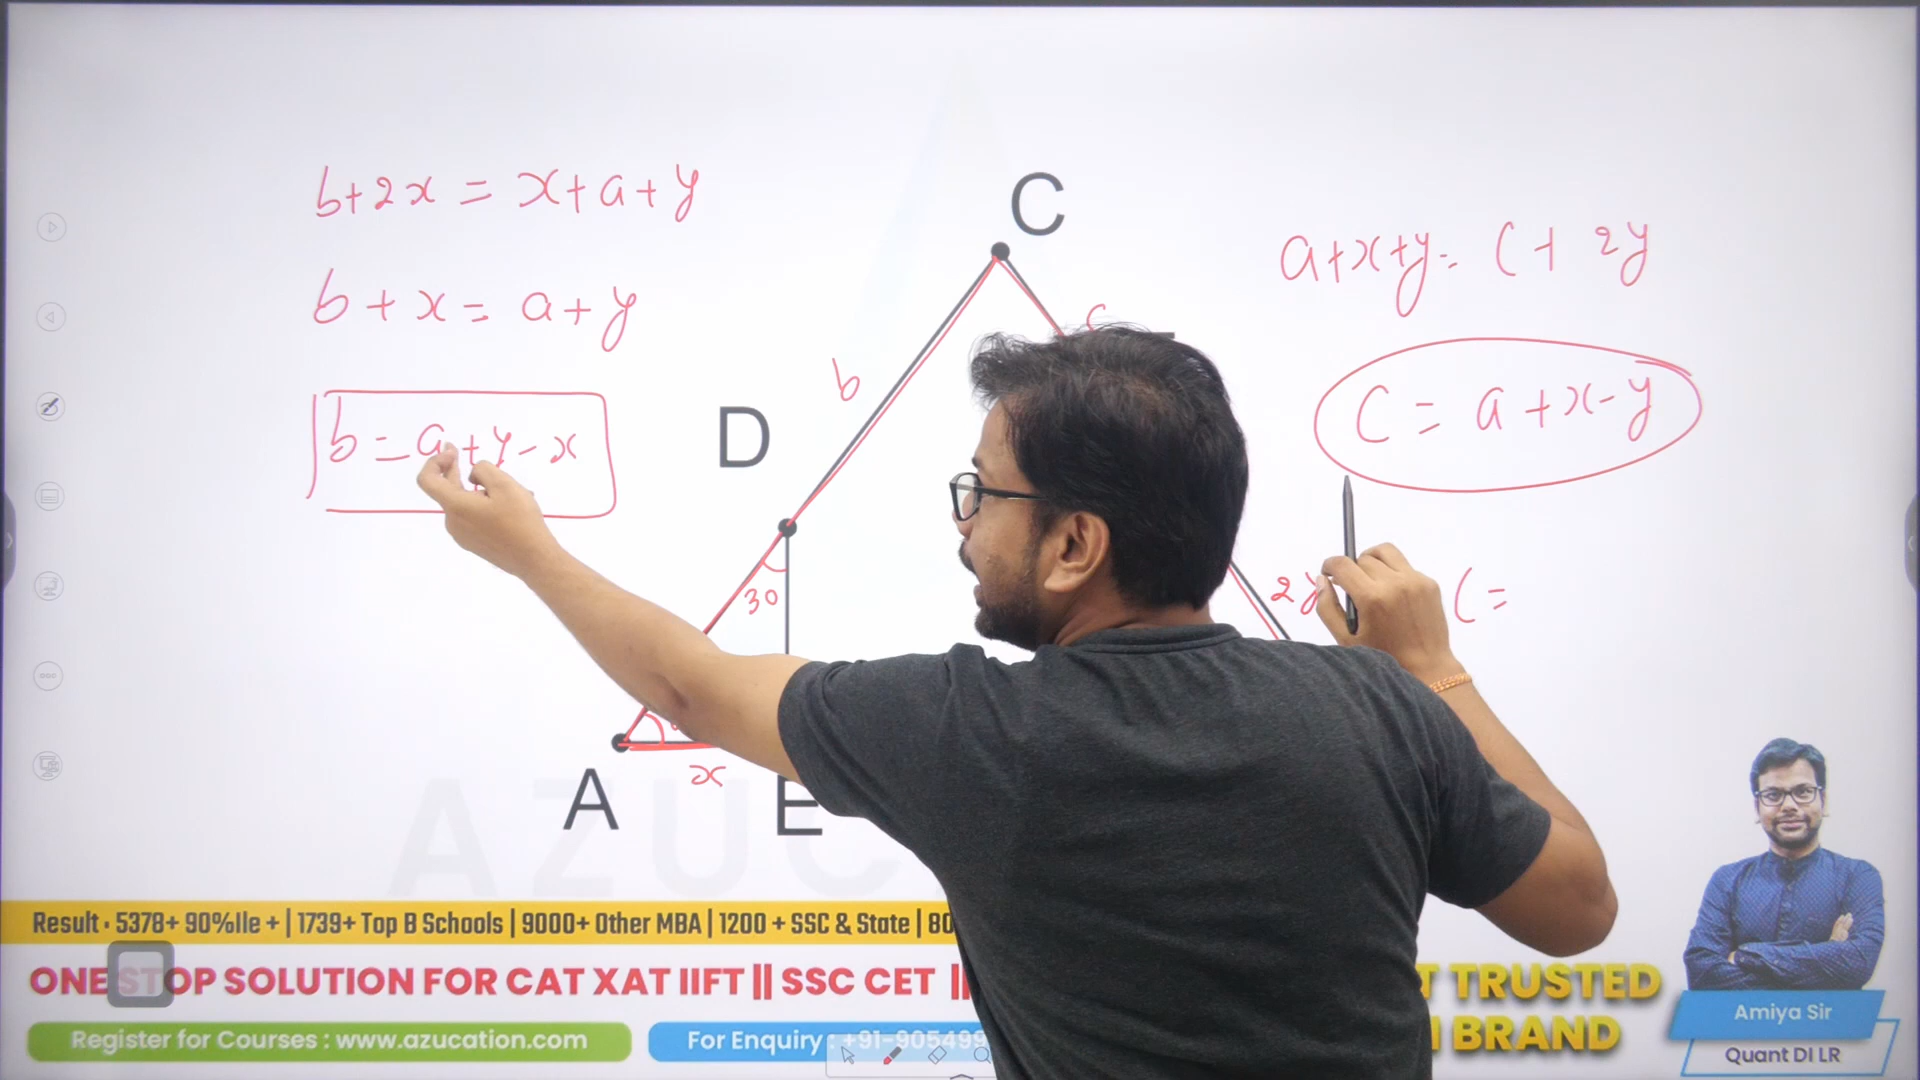 b+2x = x+a+y
b + x = a+y
b = a+y-x
C
b
D
30
A
x
E
a+x+y = c + 2y
c = a+x-y
2y
c =
AZUC
Result : 5378+ 90%Ile + | 1739+ Top B Schools | 9000+ Other MBA | 1200 + SSC & State | 80
ONE STOP SOLUTION FOR CAT XAT IIFT || SSC CET ||
T TRUSTED
BRAND
Register for Courses : www.azucation.com
For Enquiry : +91-905499
Amiya Sir
Quant DI LR